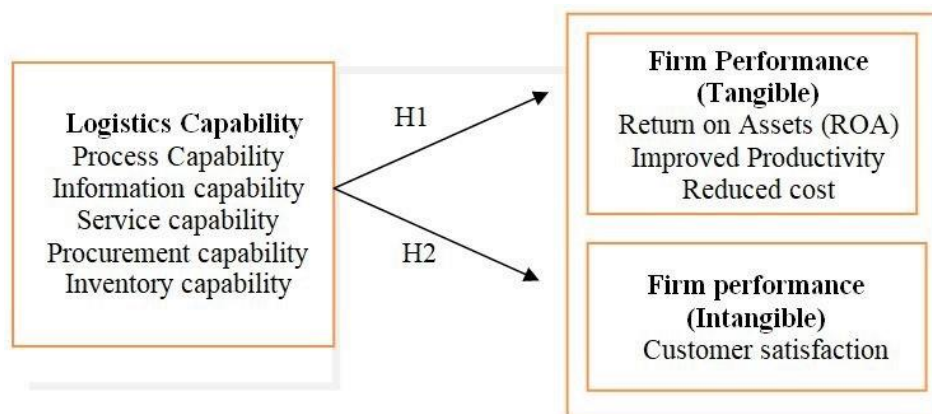 Logistics Capability
Process Capability
Information capability
Service capability
Procurement capability
Inventory capability
H1
H2
Firm Performance
(Tangible)
Return on Assets (ROA)
Improved Productivity
Reduced cost
Firm performance
(Intangible)
Customer satisfaction